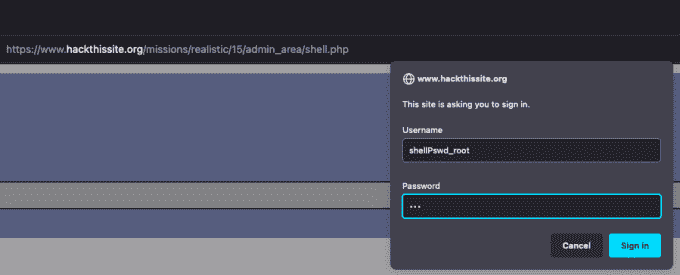 https://www.hackthissite.org/missions/realistic/15/admin_area/shell.php
www.hackthissite.org
This site is asking you to sign in.
Username
shellPswd_root
Password
•••
Cancel
Sign in